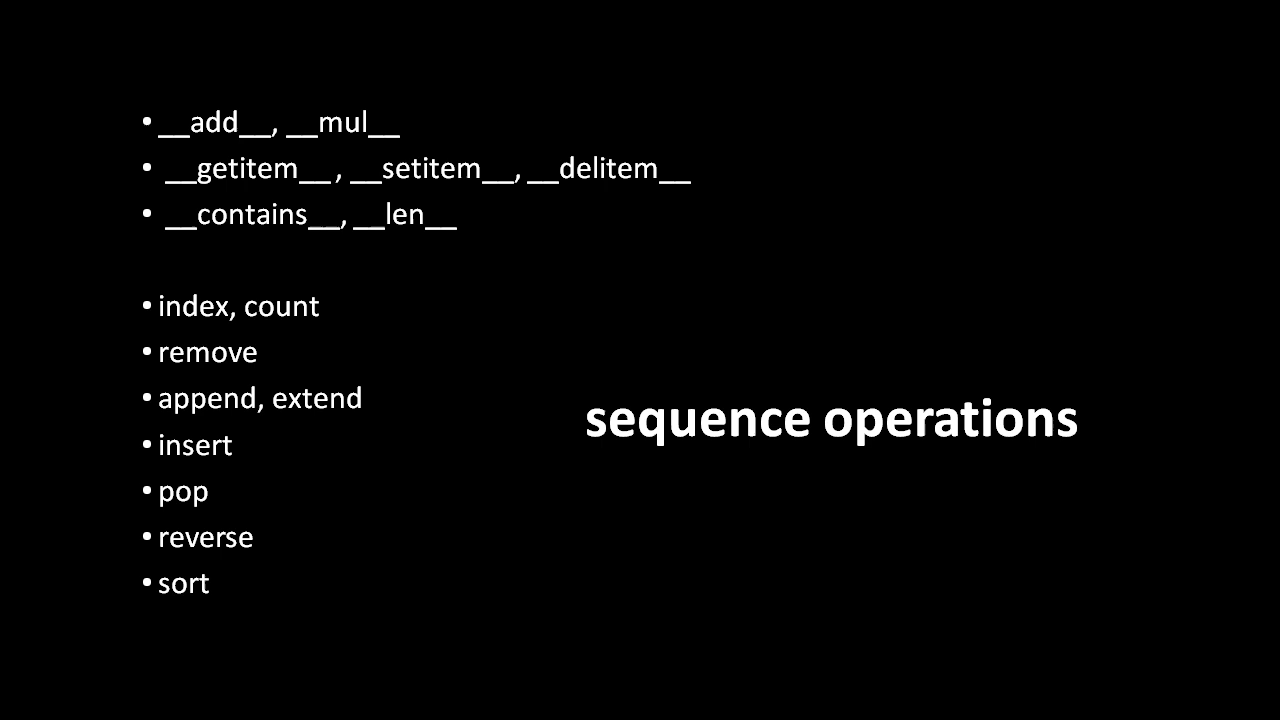 • __add__, __mul__
• __getitem__, __setitem__, __delitem__
• __contains__, __len__
• index, count
• remove
• append, extend
• insert
• pop
• reverse
• sort
sequence operations